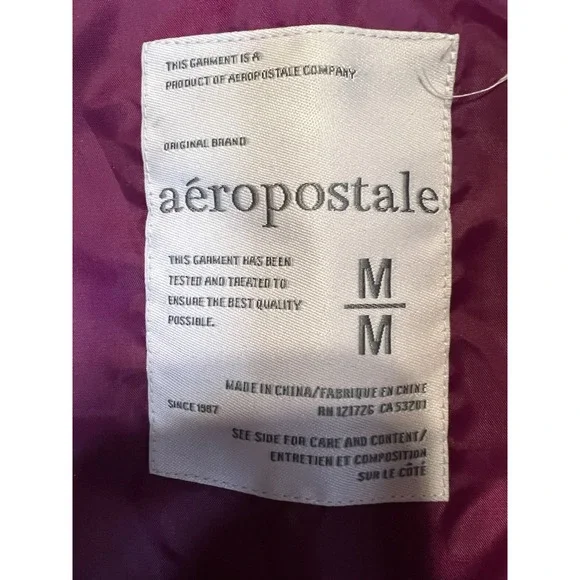 THIS GARMENT IS A
PRODUCT OF AEROPOSTALE COMPANY
ORIGINAL BRAND
aéropostale
THIS GARMENT HAS BEEN
TESTED AND TREATED TO
ENSURE THE BEST QUALITY
POSSIBLE.
M
M
MADE IN CHINA/FABRIQUE EN CHINE
SINCE 1987
RN 121726 CA 53201
SEE SIDE FOR CARE AND CONTENT/
ENTRETIEN ET COMPOSITION
SUR LE CÔTÉ